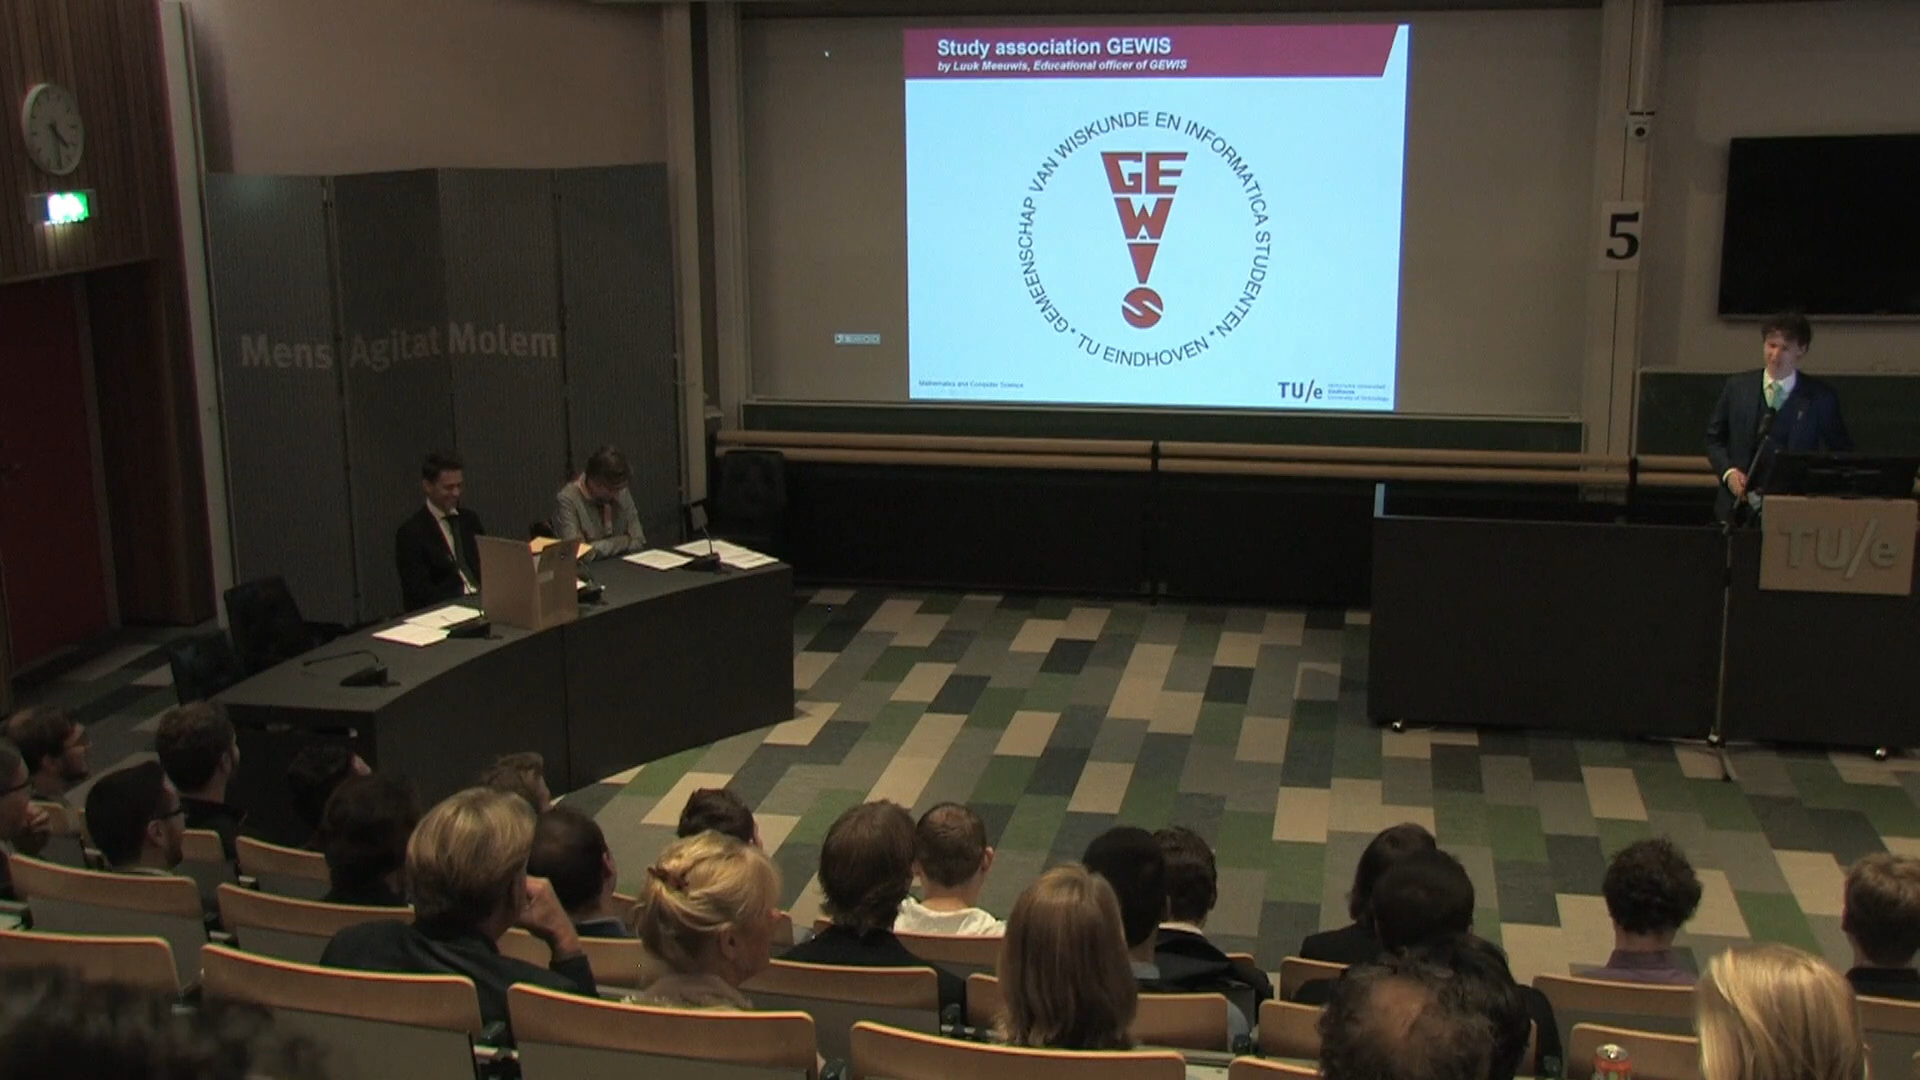 Study association GEWIS
by Luuk Meeuwis, Educational officer of GEWIS
GEMEENSCHAP VAN WISKUNDE EN INFORMATICA STUDENTEN
• TU EINDHOVEN •
GE
W
I
S
Mathematics and Computer Science
TU/e
5
Mens Agitat Molem
TU/e